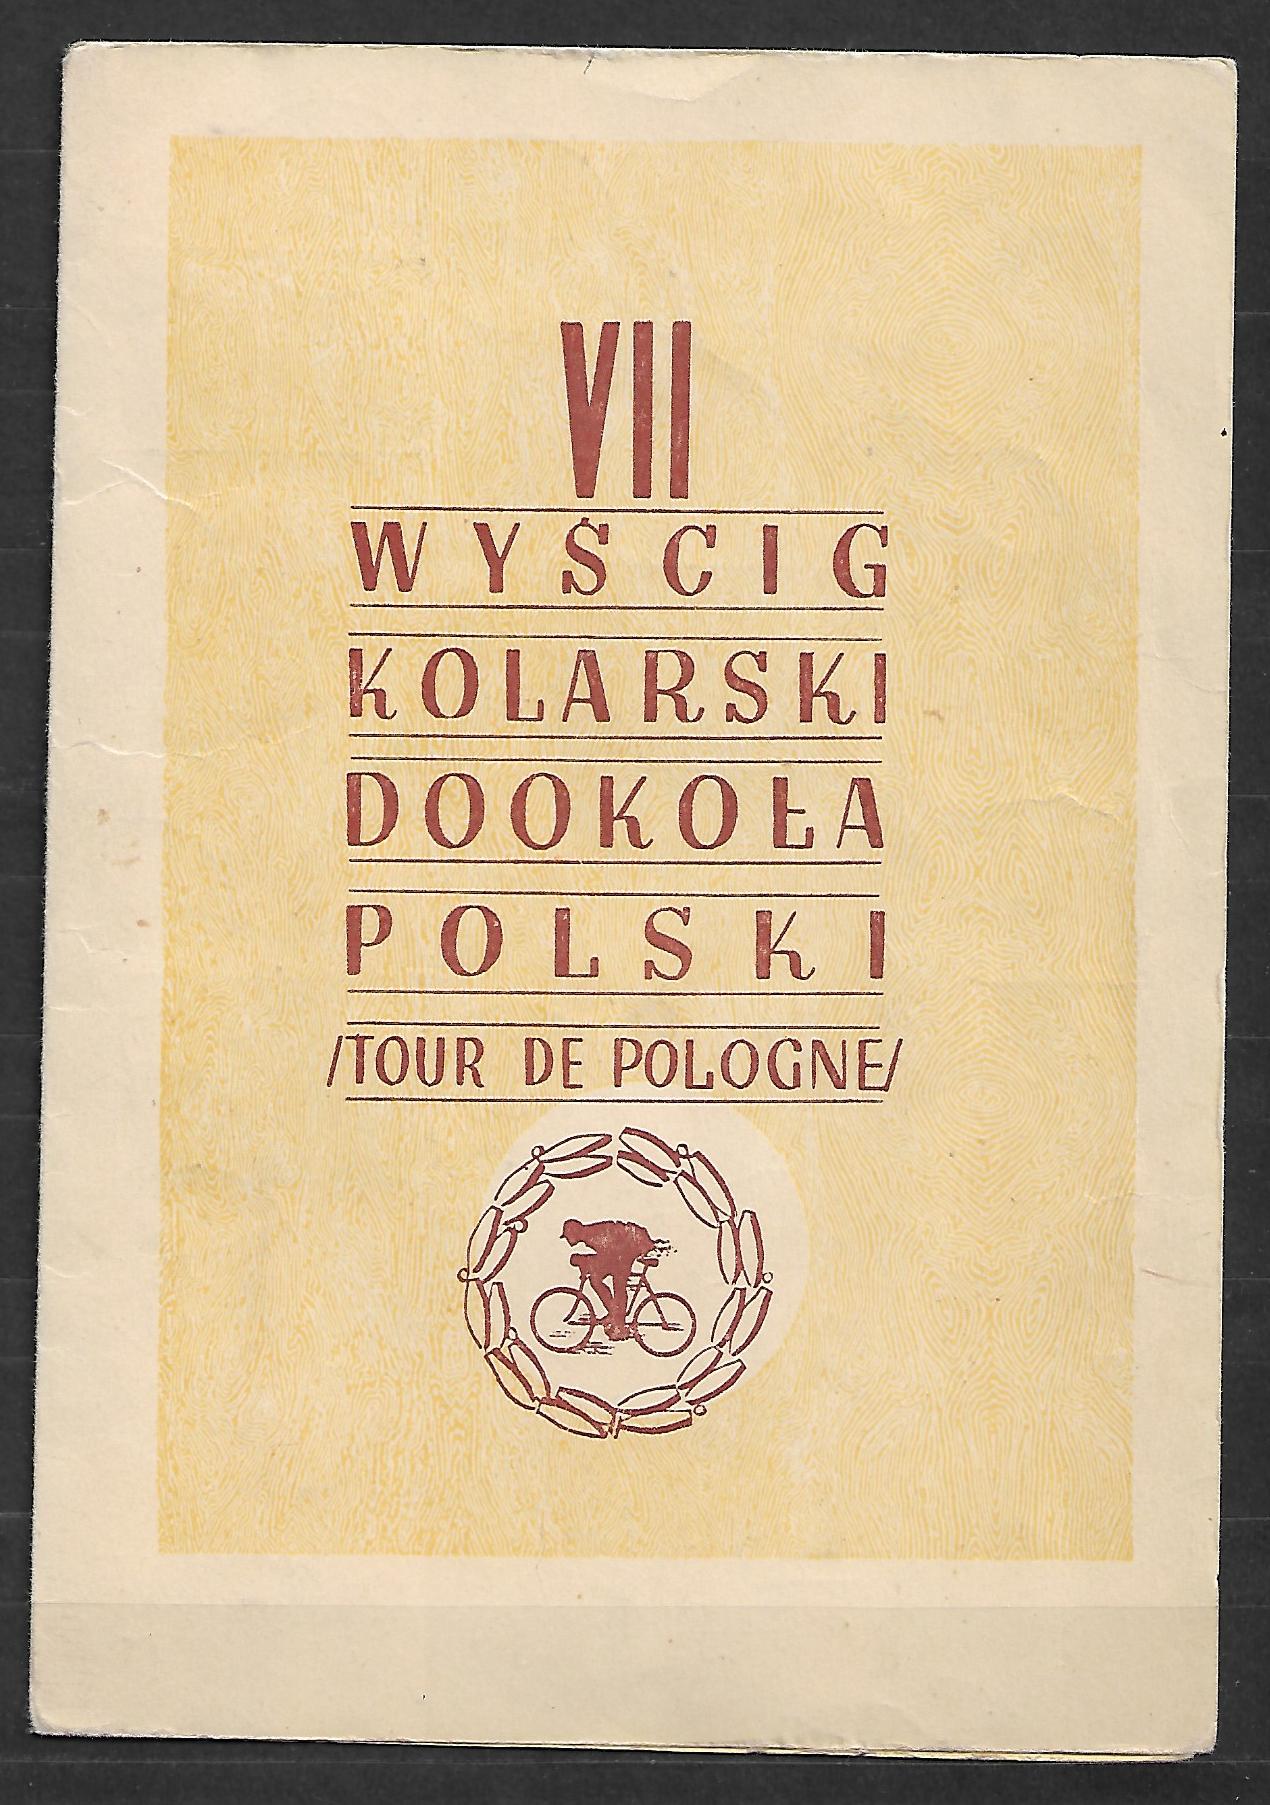 VII
WYŚCIG
KOLARSKI
DOOKOŁA
POLSKI
/TOUR DE POLOGNE/